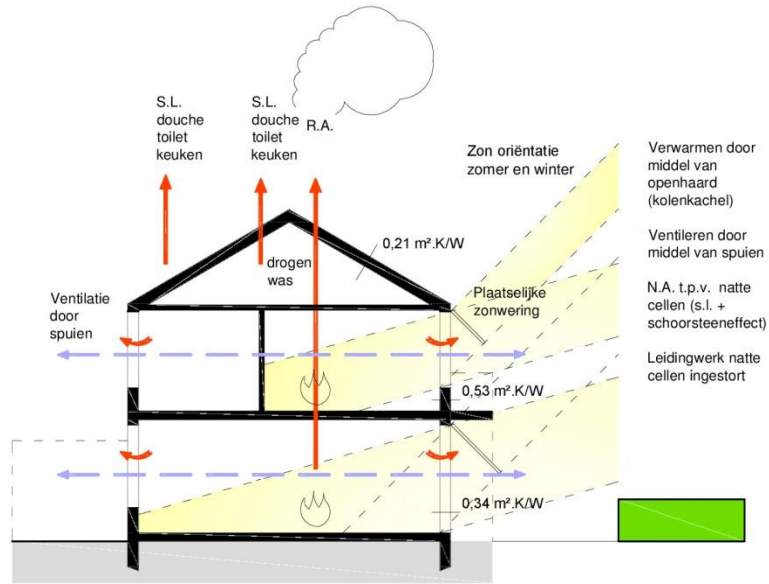 S.L.
douche
toilet
keuken
S.L.
douche
toilet
keuken
R.A.
Zon oriëntatie
zomer en winter
Verwarmen door
middel van
openhaard
(kolenkachel)
Ventileren door
middel van spuien
N.A. t.p.v. natte
cellen (s.l. +
schoorsteeneffect)
Leidingwerk natte
cellen ingestort
0,21 m².K/W
drogen
was
Ventilatie
door
spuien
Plaatselijke
zonwering
0,53 m².K/W
0,34 m².K/W